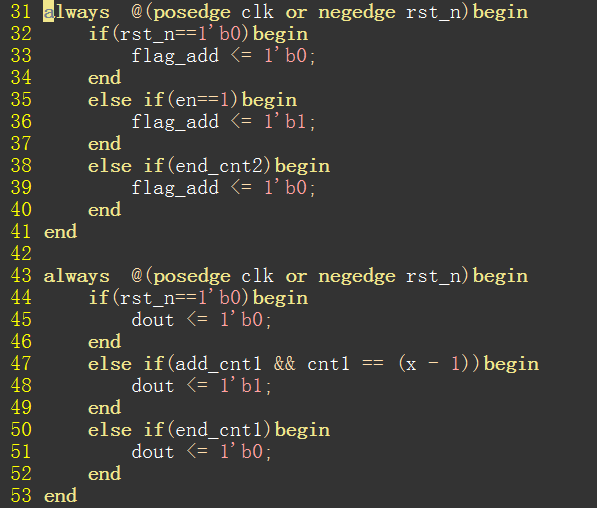 31 always  @(posedge clk or negedge rst_n)begin
32     if(rst_n==1'b0)begin
33         flag_add <= 1'b0;
34     end
35     else if(en==1)begin
36         flag_add <= 1'b1;
37     end
38     else if(end_cnt2)begin
39         flag_add <= 1'b0;
40     end
41 end
42
43 always  @(posedge clk or negedge rst_n)begin
44     if(rst_n==1'b0)begin
45         dout <= 1'b0;
46     end
47     else if(add_cnt1 && cnt1 == (x - 1))begin
48         dout <= 1'b1;
49     end
50     else if(end_cnt1)begin
51         dout <= 1'b0;
52     end
53 end